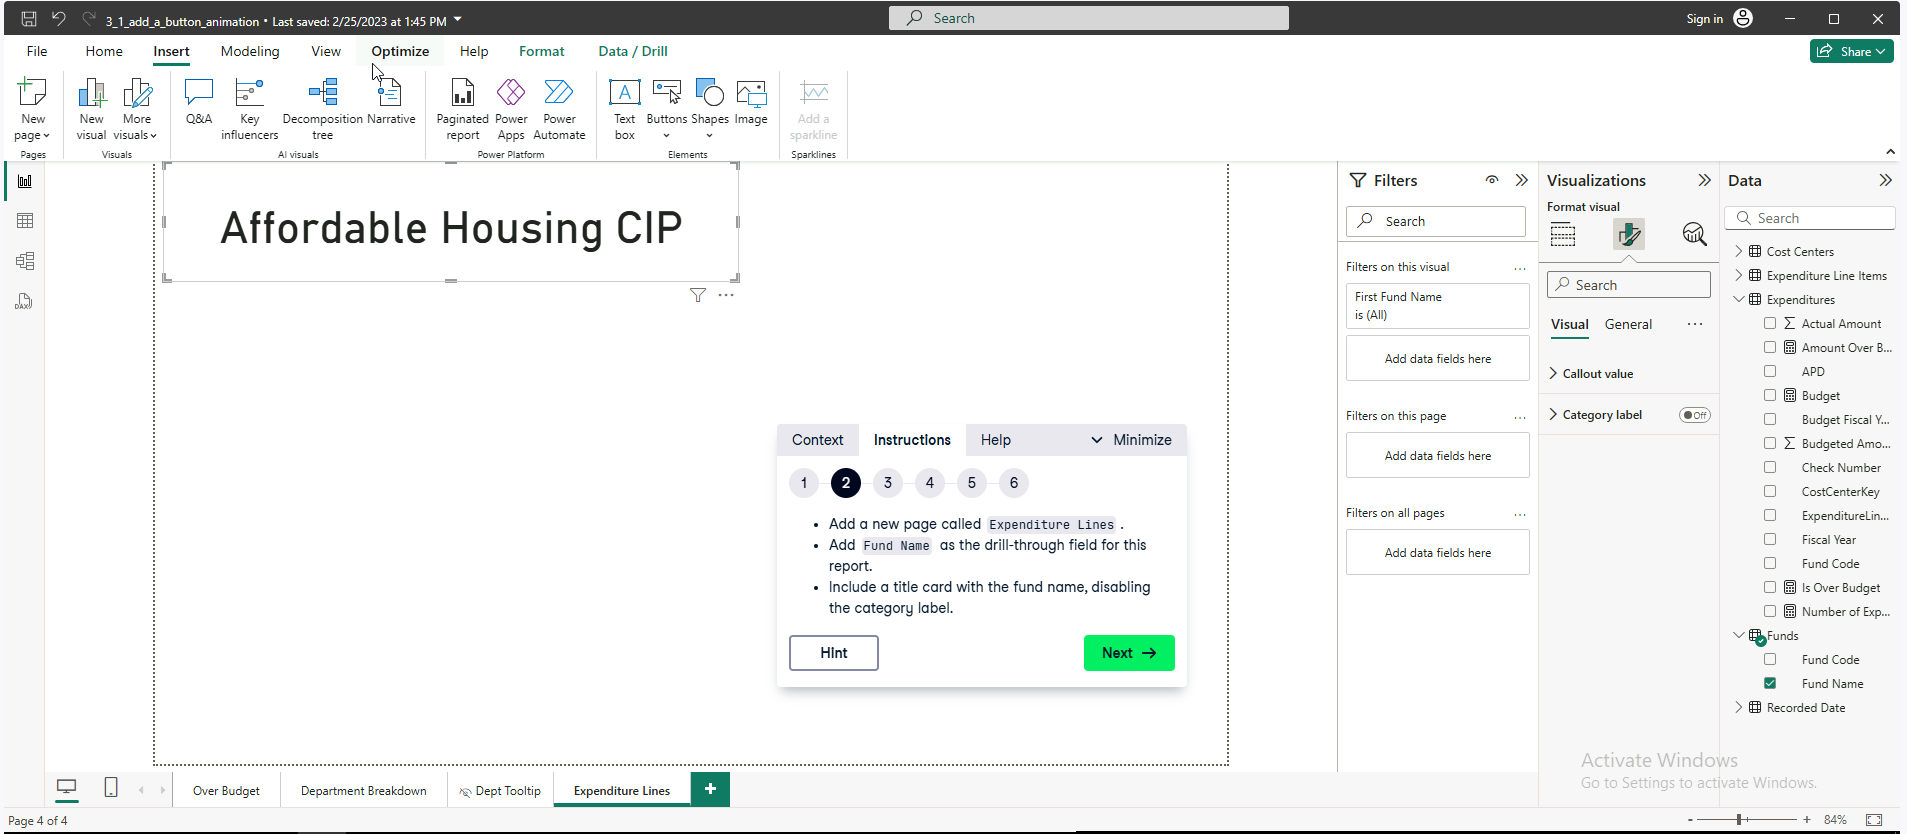 3_1_add_a_button_animation • Last saved: 2/25/2023 at 1:45 PM
Search
Sign in
File Home Insert Modeling View Optimize Help Format Data / Drill
Share
New page
New visual
More visuals
Q&A
Key influencers
Decomposition tree
Narrative
Paginated report
Power Apps
Power Automate
Text box
Buttons
Shapes
Image
Add a sparkline
Pages
Visuals
AI visuals
Power Platform
Elements
Sparklines
Affordable Housing CIP
Context Instructions Help Minimize
1 2 3 4 5 6
• Add a new page called Expenditure Lines .
• Add Fund Name as the drill-through field for this
report.
• Include a title card with the fund name, disabling
the category label.
Hint
Next →
Filters
Search
Filters on this visual ...
First Fund Name
is (All)
Add data fields here
Filters on this page ...
Add data fields here
Filters on all pages ...
Add data fields here
Visualizations
Format visual
Search
Visual General ...
Callout value
Category label Off
Data
Search
Cost Centers
Expenditure Line Items
Expenditures
Actual Amount
Amount Over B...
APD
Budget
Budget Fiscal Y...
Budgeted Amo...
Check Number
CostCenterKey
ExpenditureLin...
Fiscal Year
Fund Code
Is Over Budget
Number of Exp...
Funds
Fund Code
Fund Name
Recorded Date
Activate Windows
Go to Settings to activate Windows.
Over Budget
Department Breakdown
Dept Tooltip
Expenditure Lines
+
Page 4 of 4
- + 84%